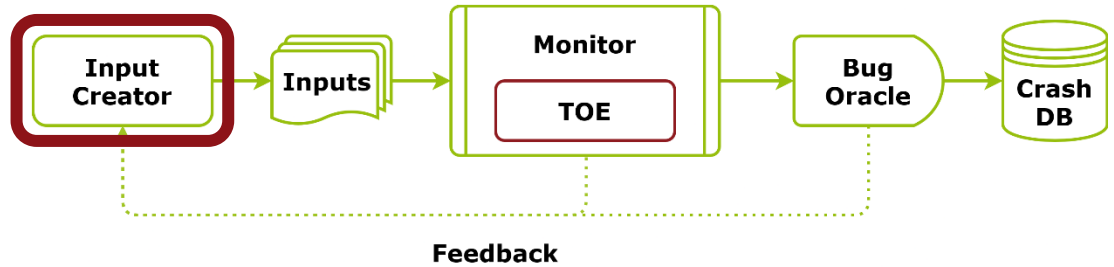 Input
Creator
Inputs
Monitor
TOE
Bug
Oracle
Crash
DB
Feedback